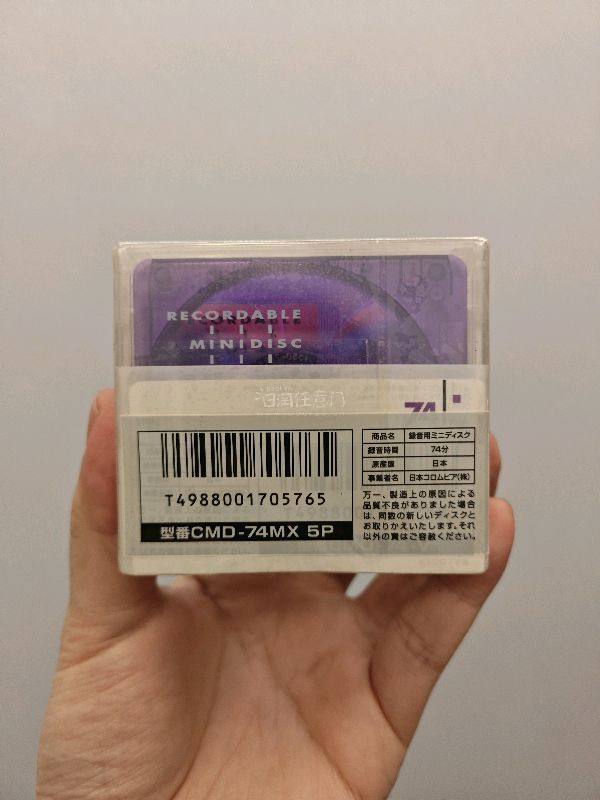 RECORDABLE
MINIDISC
汩润任意门
74
T4988001705765
型番CMD-74MX 5P
商品名 録音用ミニディスク
録音時間 74分
原産国 日本
事業者名 日本コロムビア(株)
万一、製造上の原因による
品質不良がありました場合
は、同数の新しいディスクと
お取りかえいたします。それ
以外の責はご容赦ください。